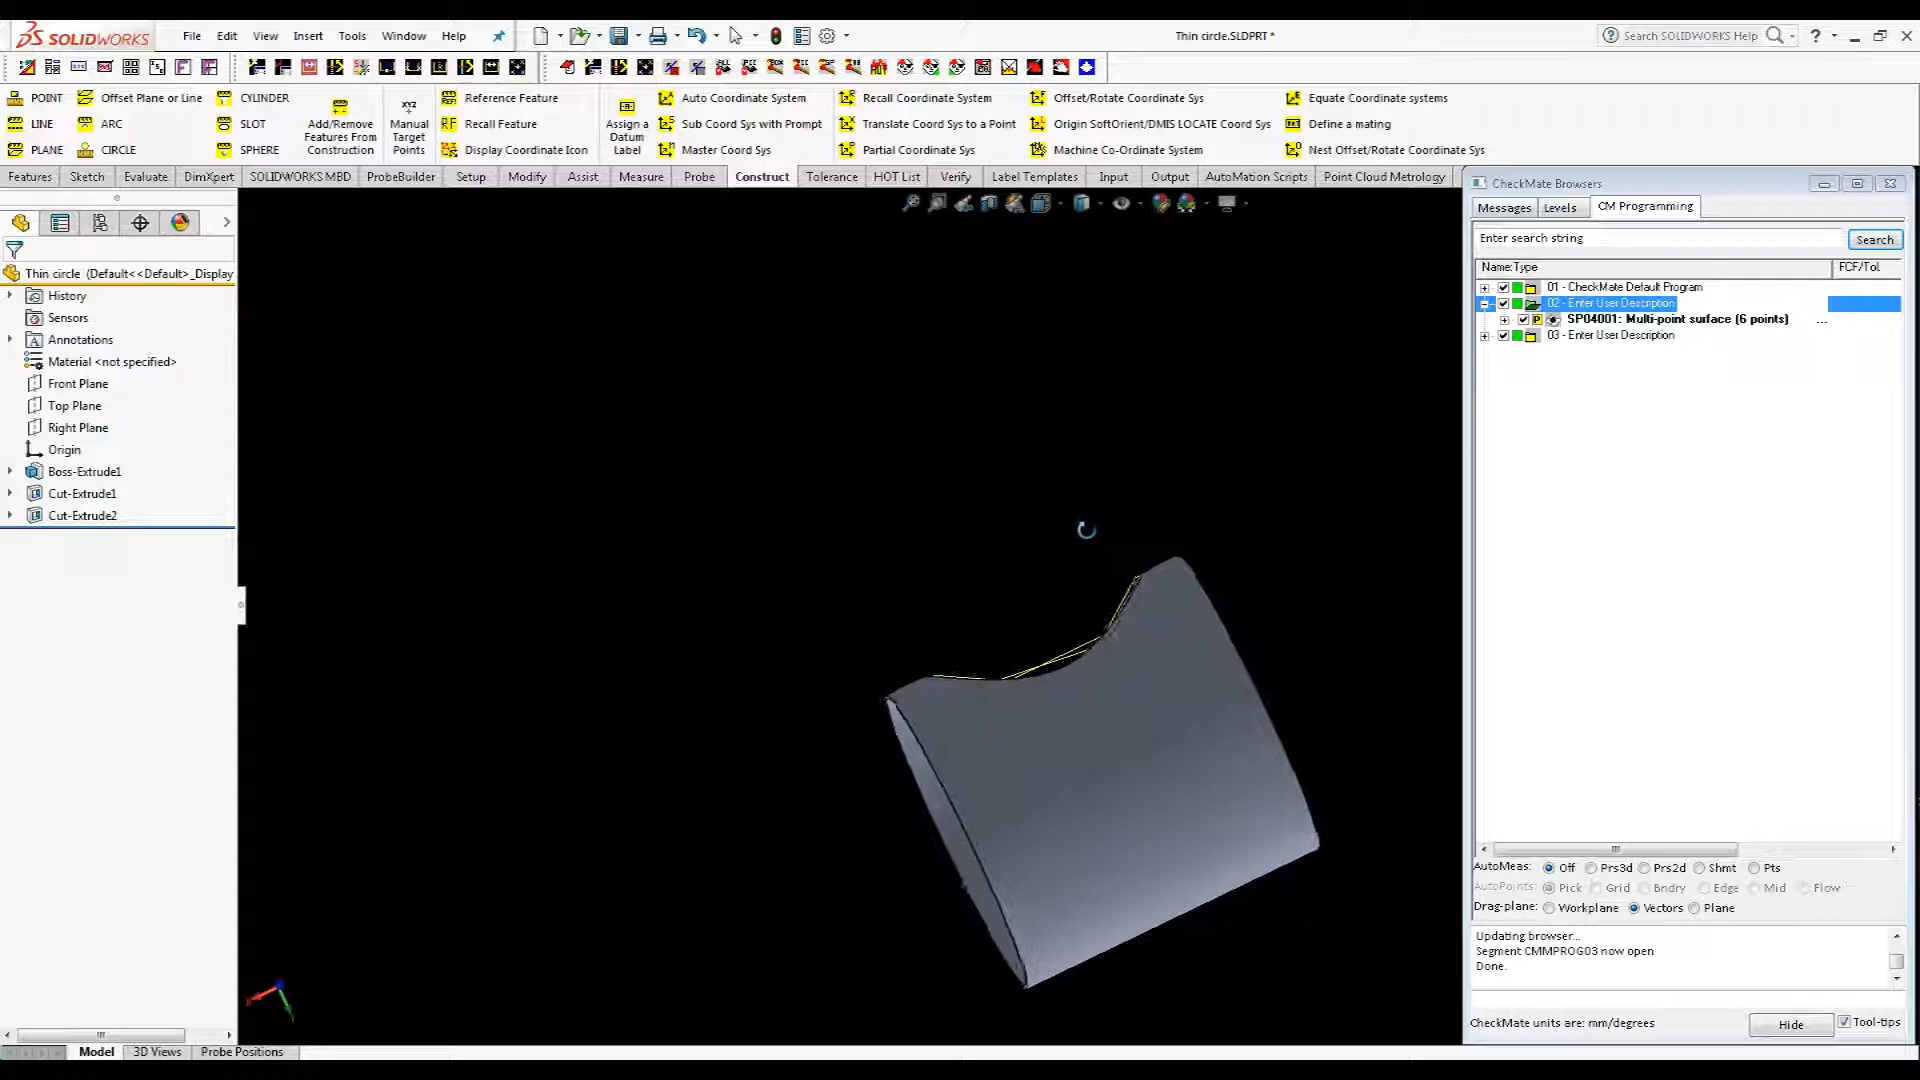 SOLIDWORKS
File Edit View Insert Tools Window Help
Thin circle.SLDPRT *
Search SOLIDWORKS Help
POINT
Offset Plane or Line
CYLINDER
Reference Feature
Auto Coordinate System
Recall Coordinate System
Offset/Rotate Coordinate Sys
Equate Coordinate systems
LINE
ARC
SLOT
Add/Remove
Features From
Construction
XYZ
Manual
Target
Points
RF
Recall Feature
Assign a
Datum
Label
Sub Coord Sys with Prompt
Translate Coord Sys to a Point
Origin SoftOrient/DMIS LOCATE Coord Sys
Define a mating
PLANE
CIRCLE
SPHERE
Display Coordinate Icon
Master Coord Sys
Partial Coordinate Sys
Machine Co-Ordinate System
Nest Offset/Rotate Coordinate Sys
Features Sketch Evaluate DimXpert SOLIDWORKS MBD ProbeBuilder Setup Modify Assist Measure Probe Construct Tolerance HOT List Verify Label Templates Input Output AutoMation Scripts Point Cloud Metrology
Thin circle (Default<<Default>_Display
History
Sensors
Annotations
Material <not specified>
Front Plane
Top Plane
Right Plane
Origin
Boss-Extrude1
Cut-Extrude1
Cut-Extrude2
Model 3D Views Probe Positions
CheckMate Browsers
Messages Levels CM Programming
Enter search string
Search
Name:Type FCF/Tol
01 - CheckMate Default Program
02 - Enter User Description
P SP04001: Multi-point surface (6 points) ...
03 - Enter User Description
AutoMeas: Off Prs3d Prs2d Shmt Pts
AutoPoints: Pick Grid Bndry Edge Mid Flow
Drag-plane: Workplane Vectors Plane
Updating browser...
Segment CMMPROG03 now open
Done.
CheckMate units are: mm/degrees
Hide
Tool-tips